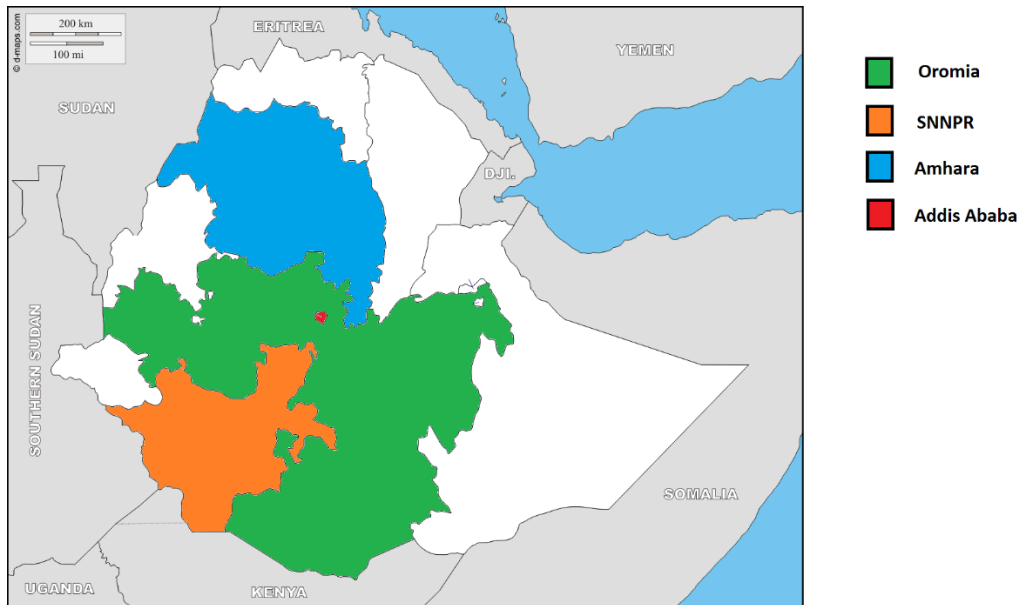 200 km
100 mi
© d-maps.com
ERITREA
YEMEN
SUDAN
DJI.
SOUTHERN SUDAN
SOMALIA
UGANDA
KENYA
Oromia
SNNPR
Amhara
Addis Ababa